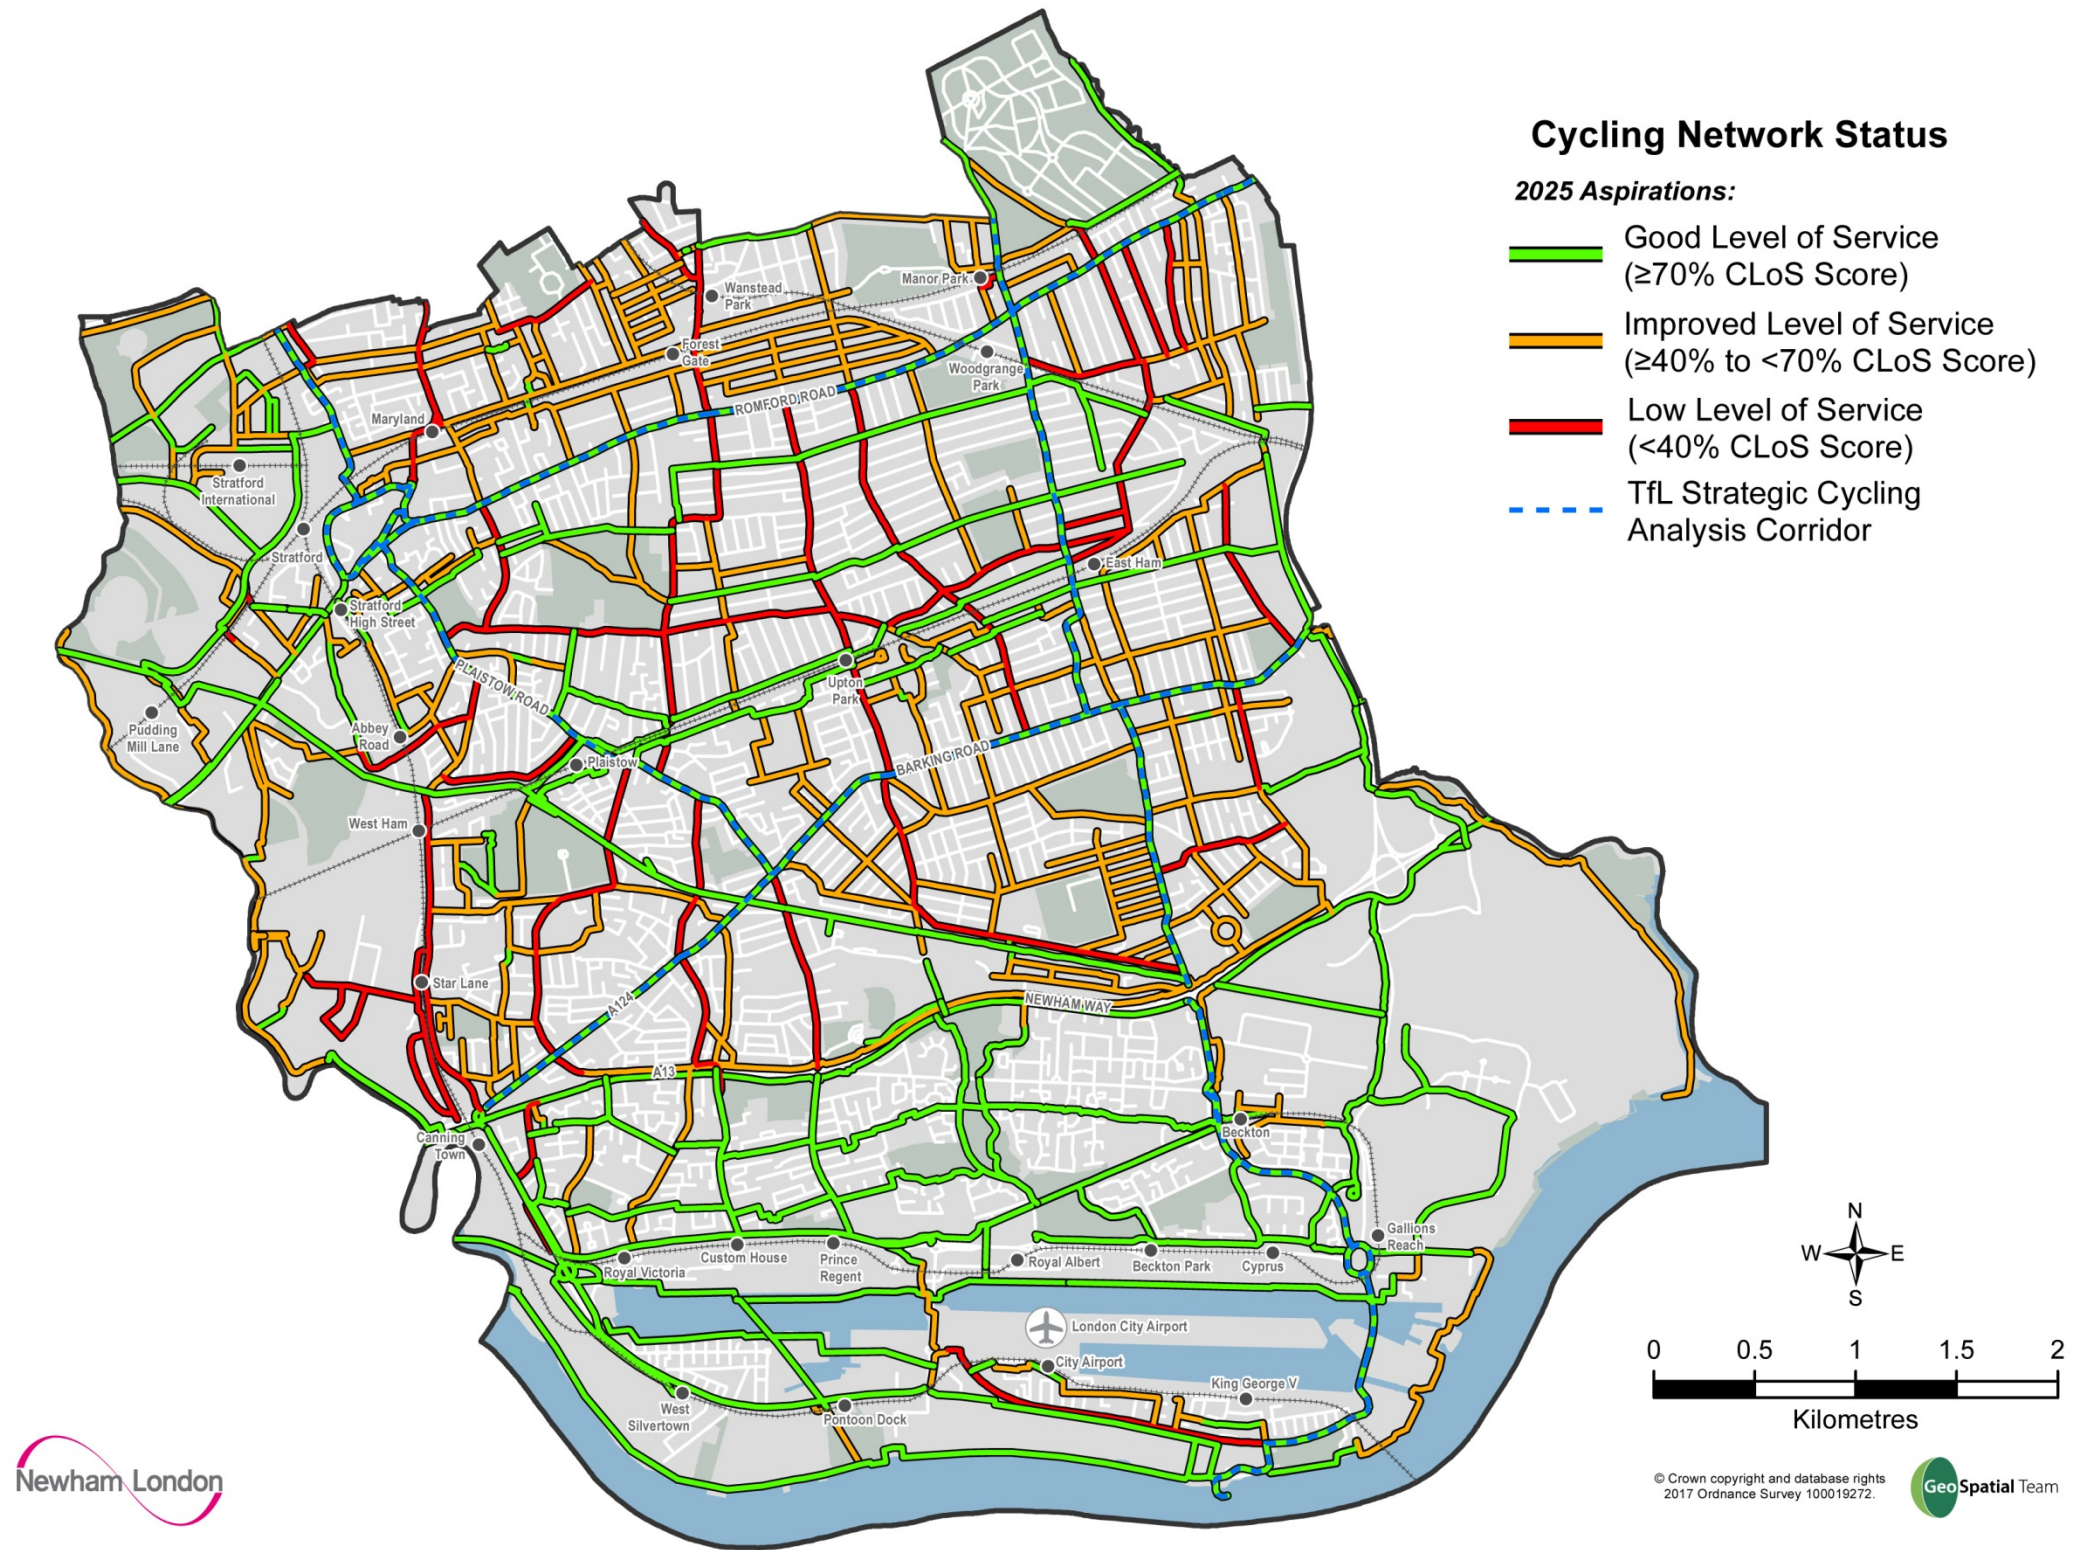 Cycling Network Status
2025 Aspirations:
Good Level of Service
(≥70% CLoS Score)
Improved Level of Service
(≥40% to <70% CLoS Score)
Low Level of Service
(<40% CLoS Score)
TfL Strategic Cycling
Analysis Corridor
Manor Park
Wanstead
Park
Forest
Gate
Woodgrange
Park
ROMFORD ROAD
Maryland
Stratford
International
Stratford
East Ham
Stratford
High Street
PLAISTOW ROAD
Upton
Park
Pudding
Mill Lane
Abbey
Road
Plaistow
BARKING ROAD
West Ham
Star Lane
A124
NEWHAM WAY
A13
Canning
Town
Beckton
Gallions
Reach
Royal Victoria
Custom House
Prince
Regent
Royal Albert
Beckton Park
Cyprus
London City Airport
City Airport
King George V
West
Silvertown
Pontoon Dock
N
W E
S
0 0.5 1 1.5 2
Kilometres
Newham London
© Crown copyright and database rights
2017 Ordnance Survey 100019272.
GeoSpatial Team